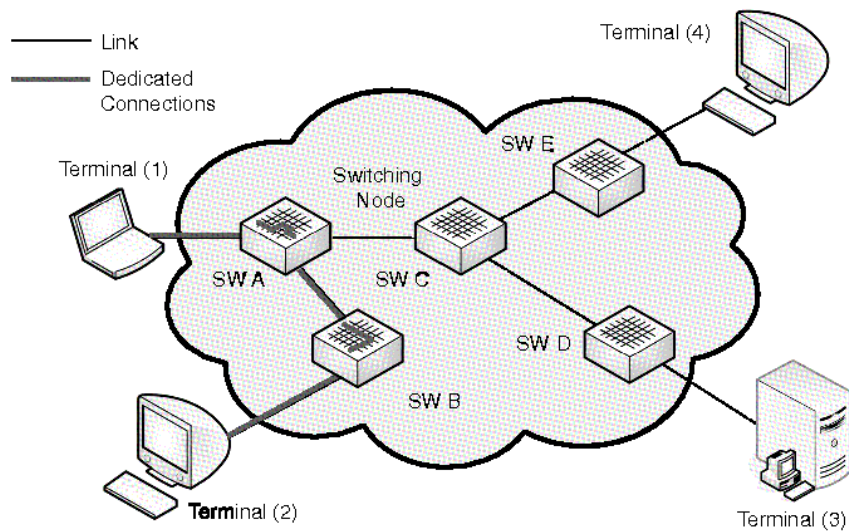 Link
Dedicated
Connections
Terminal (4)
Terminal (1)
SW E
Switching
Node
SW A
SW C
SW D
SW B
Terminal (2)
Terminal (3)